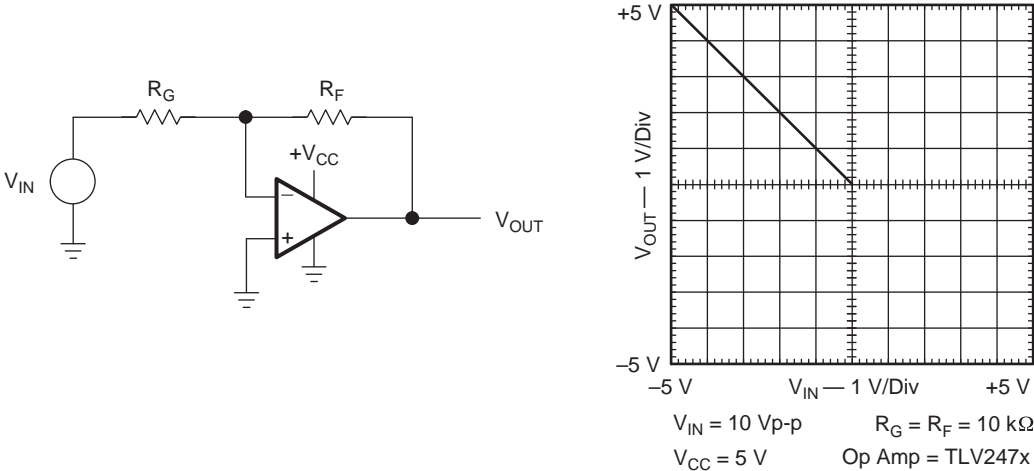 R_G
R_F
+V_CC
V_IN
−
+
V_OUT
+5 V
V_OUT — 1 V/Div
−5 V
−5 V V_IN — 1 V/Div +5 V
V_IN = 10 Vp-p R_G = R_F = 10 kΩ
V_CC = 5 V Op Amp = TLV247x